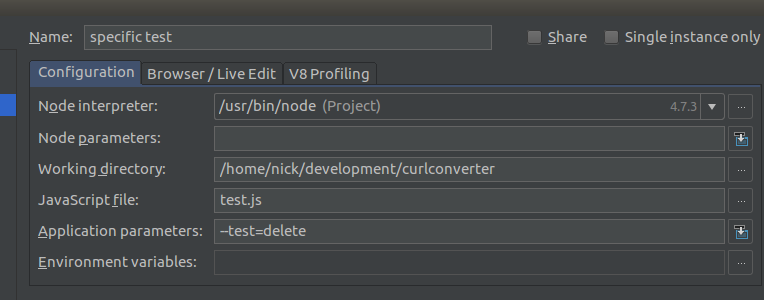 Name: specific test Share Single instance only
Configuration Browser / Live Edit V8 Profiling
Node interpreter: /usr/bin/node (Project) 4.7.3 ...
Node parameters:
Working directory: /home/nick/development/curlconverter ...
JavaScript file: test.js ...
Application parameters: --test=delete
Environment variables: ...